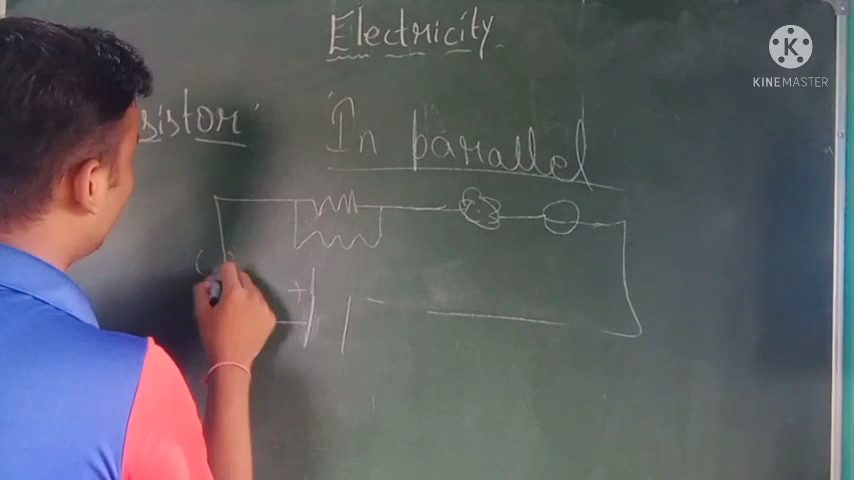 Electricity
K
KINEMASTER
sistor
In parallel
+
-